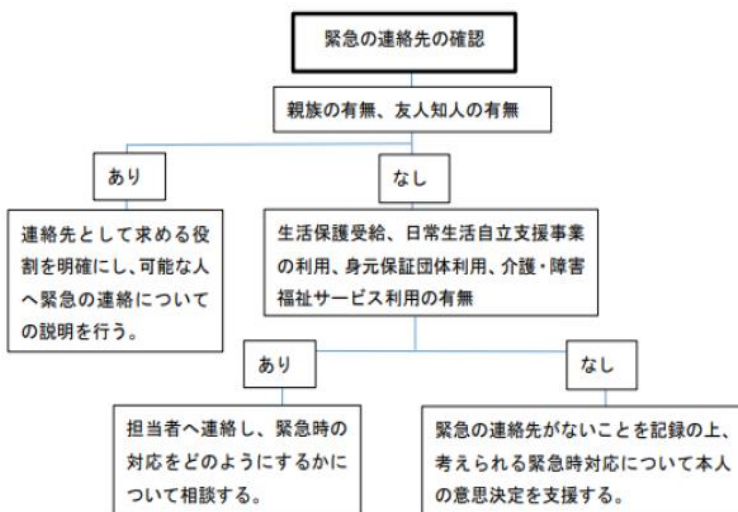 緊急の連絡先の確認
親族の有無、友人知人の有無
あり
なし
連絡先として求める役
割を明確にし、可能な人
へ緊急の連絡について
の説明を行う。
生活保護受給、日常生活自立支援事業
の利用、身元保証団体利用、介護・障害
福祉サービス利用の有無
あり
なし
担当者へ連絡し、緊急時の
対応をどのようにするかに
ついて相談する。
緊急の連絡先がないことを記録の上、
考えられる緊急時対応について本人
の意思決定を支援する。